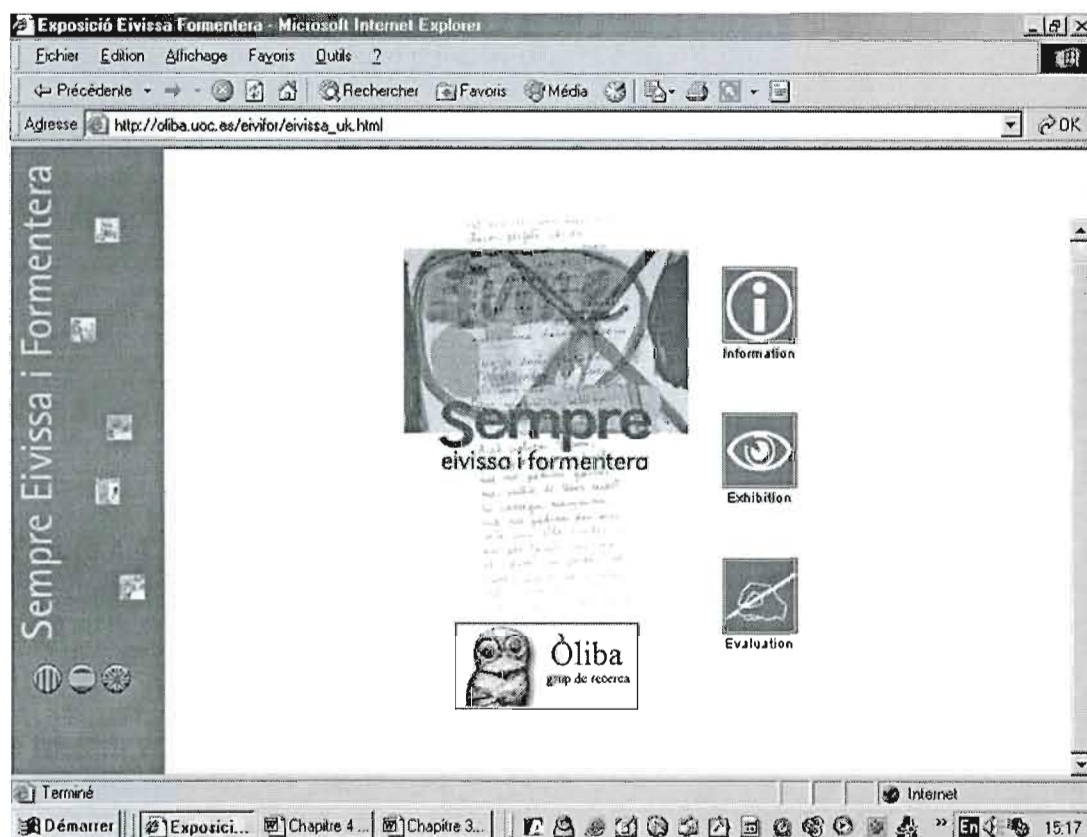 Exposició Eivissa Formentera - Microsoft Internet Explorer
Fichier Edition Affichage Favoris Outils ?
Précédente Rechercher Favoris Média
Adresse http://oliba.uoc.es/eivifor/eivissa_uk.html OK
Sempre Eivissa i Formentera
Sempre
eivissa i formentera
Information
Exhibition
Evaluation
Òliba
grup de recerca
Terminé Internet
Démarrer Exposici... Chapitre 4 ... Chapitre 3... » En 15:17